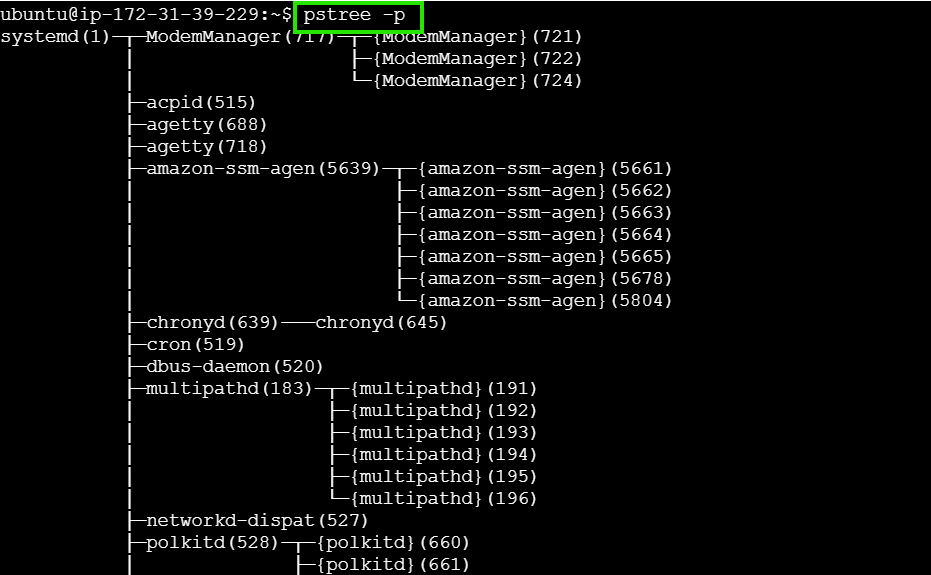 ubuntu@ip-172-31-39-229:~$ pstree -p
systemd(1)─┬─ModemManager(717)─┬─{ModemManager}(721)
           │                   ├─{ModemManager}(722)
           │                   └─{ModemManager}(724)
           ├─acpid(515)
           ├─agetty(688)
           ├─agetty(718)
           ├─amazon-ssm-agen(5639)─┬─{amazon-ssm-agen}(5661)
           │                       ├─{amazon-ssm-agen}(5662)
           │                       ├─{amazon-ssm-agen}(5663)
           │                       ├─{amazon-ssm-agen}(5664)
           │                       ├─{amazon-ssm-agen}(5665)
           │                       ├─{amazon-ssm-agen}(5678)
           │                       └─{amazon-ssm-agen}(5804)
           ├─chronyd(639)───chronyd(645)
           ├─cron(519)
           ├─dbus-daemon(520)
           ├─multipathd(183)─┬─{multipathd}(191)
           │                 ├─{multipathd}(192)
           │                 ├─{multipathd}(193)
           │                 ├─{multipathd}(194)
           │                 ├─{multipathd}(195)
           │                 └─{multipathd}(196)
           ├─networkd-dispat(527)
           ├─polkitd(528)─┬─{polkitd}(660)
           │              ├─{polkitd}(661)